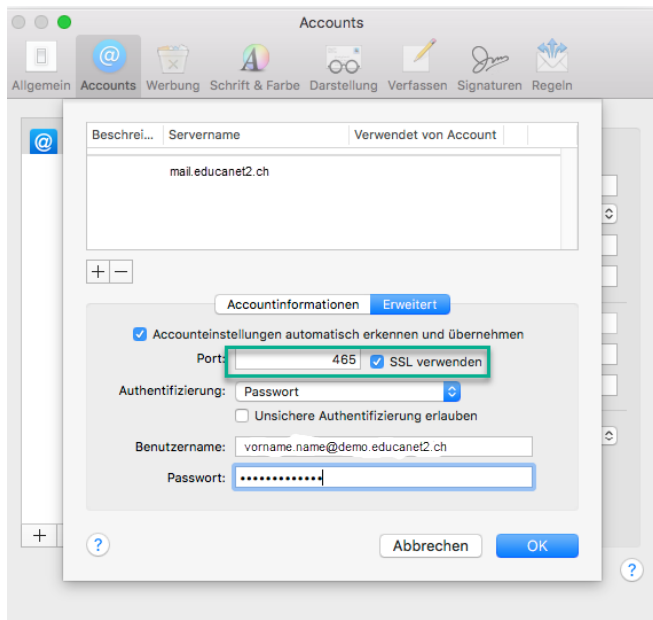 Accounts
Allgemein Accounts Werbung Schrift & Farbe Darstellung Verfassen Signaturen Regeln
Beschrei... Servername Verwendet von Account
mail.educanet2.ch
Accountinformationen Erweitert
Accounteinstellungen automatisch erkennen und übernehmen
Port: 465 SSL verwenden
Authentifizierung: Passwort
Unsichere Authentifizierung erlauben
Benutzername: vorname.name@demo.educanet2.ch
Passwort: •••••••••••••
? Abbrechen OK
?